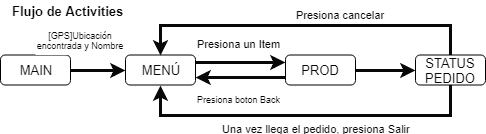 Flujo de Activities
Presiona cancelar
[GPS]Ubicación
encontrada y Nombre
Presiona un Item
MAIN
MENÚ
PROD
STATUS
PEDIDO
Presiona boton Back
Una vez llega el pedido, presiona Salir